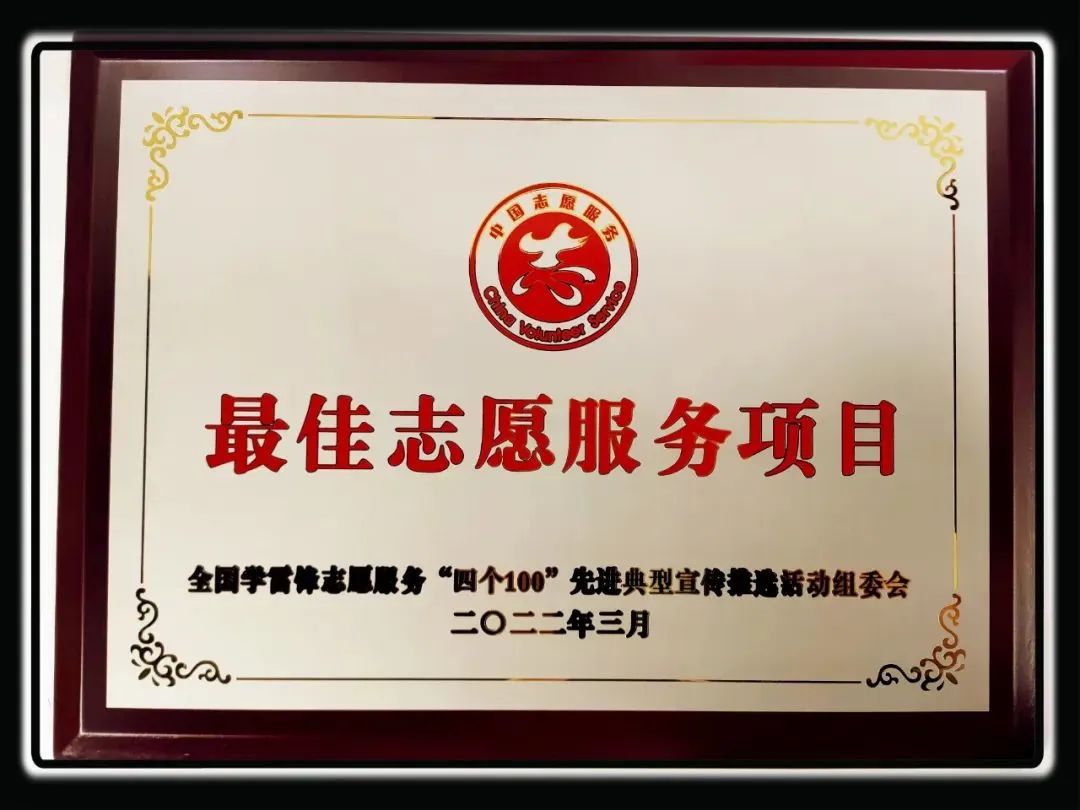 中国志愿服务
China Volunteer Service
最佳志愿服务项目
全国学雷锋志愿服务“四个100”先进典型宣传推选活动组委会
二〇二二年三月